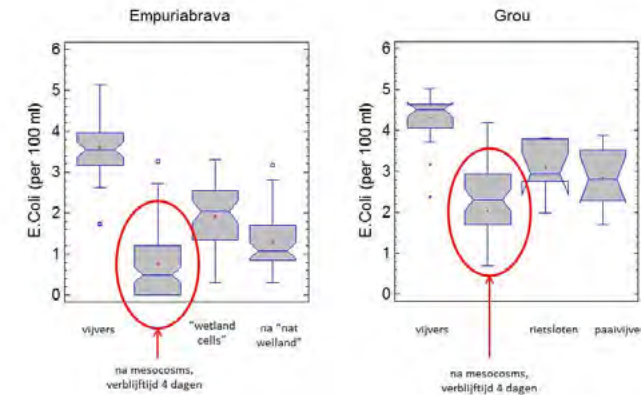 Empuriabrava
E.Coli (per 100 ml)
6
5
4
3
2
1
0
vijvers
"wetland cells"
na "nat weiland"
na mesocosms,
verblijftijd 4 dagen
Grou
E.Coli (per 100 ml)
6
5
4
3
2
1
0
vijvers
rietsloten
paaivijve
na mesocosms,
verblijftijd 4 dagen